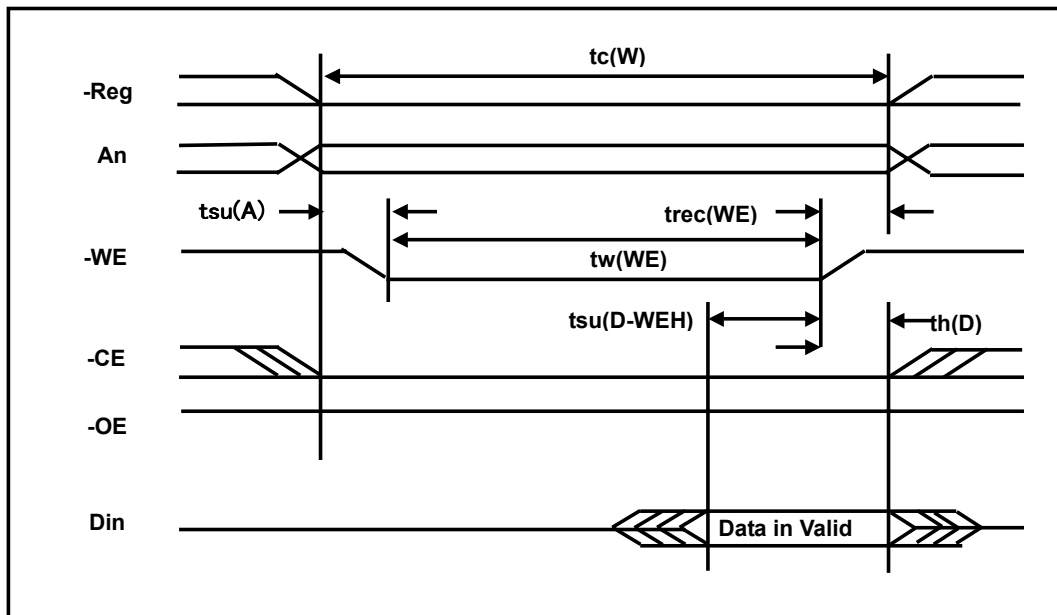 tc(W)
-Reg
An
tsu(A)
trec(WE)
-WE
tw(WE)
tsu(D-WEH)
th(D)
-CE
-OE
Din
Data in Valid